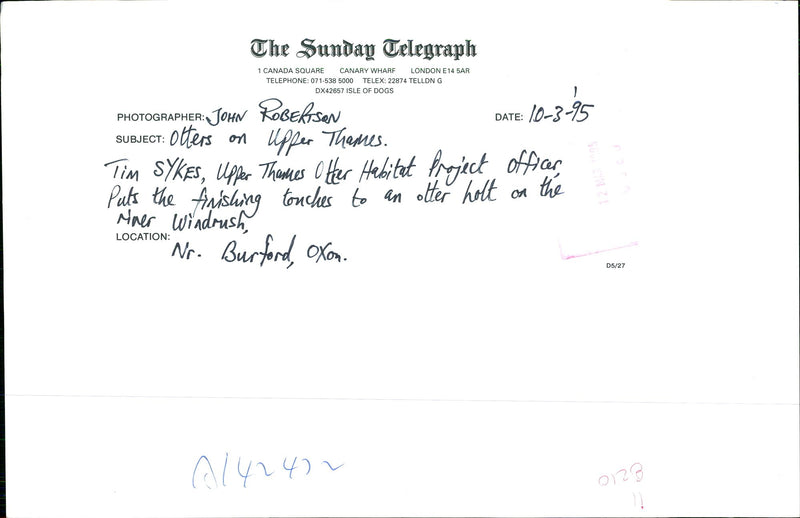 The Sunday Telegraph
1 CANADA SQUARE CANARY WHARF LONDON E14 5AR
TELEPHONE: 071-538 5000 TELEX: 22874 TELLDN G
DX42657 ISLE OF DOGS
PHOTOGRAPHER: JOHN ROBERTSON DATE: 10-3-95
SUBJECT: Otters on Upper Thames.
TIM SYKES, Upper Thames Otter Habitat Project officer,
Puts the finishing touches to an otter holt on the
river Windrush,
LOCATION:
Nr. Burford, Oxon.
D5/27
A142422
0128
11